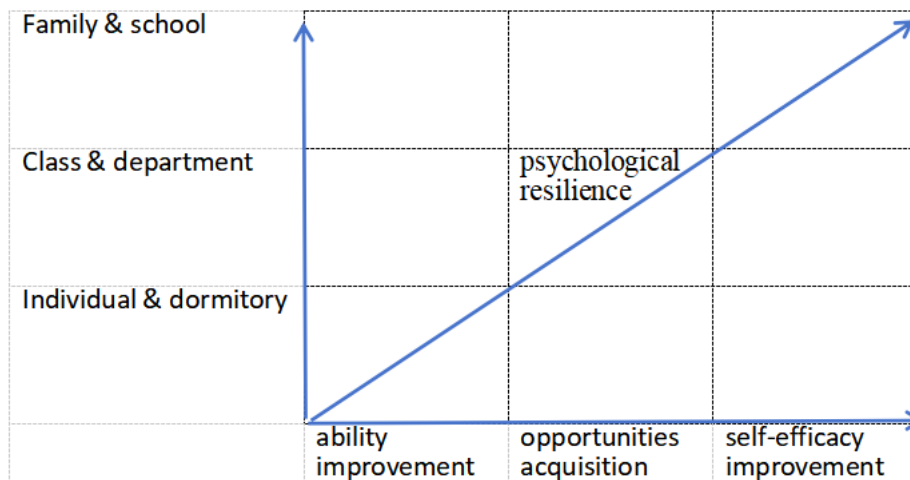 Family & school
Class & department
psychological
resilience
Individual & dormitory
ability
improvement
opportunities
acquisition
self-efficacy
improvement